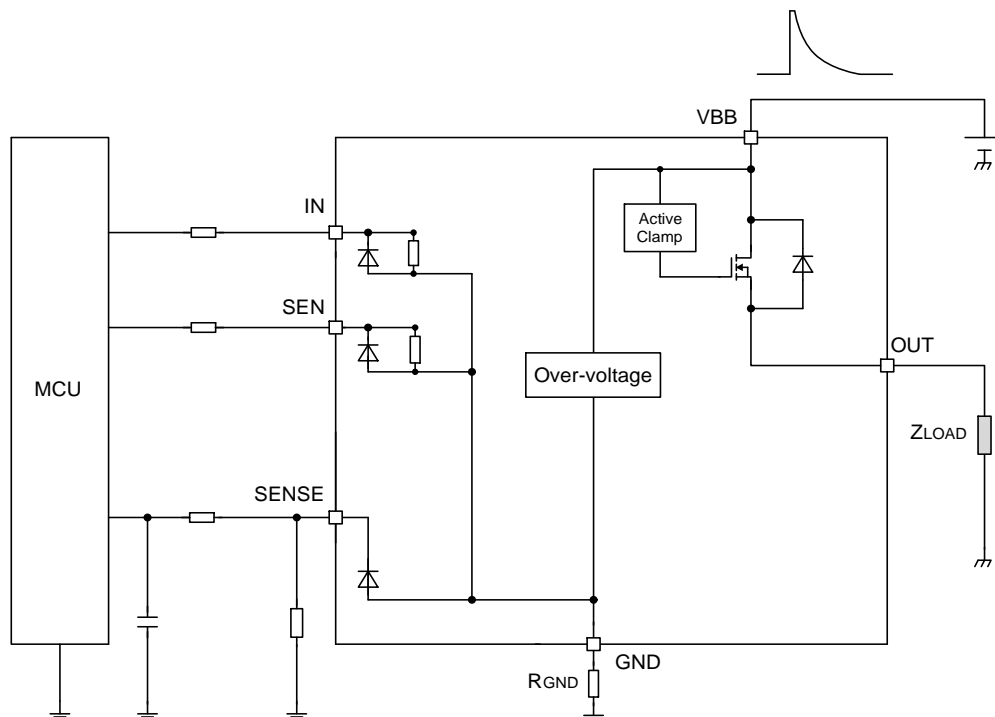 VBB
IN
Active
Clamp
SEN
OUT
Over-voltage
MCU
ZLOAD
SENSE
GND
RGND